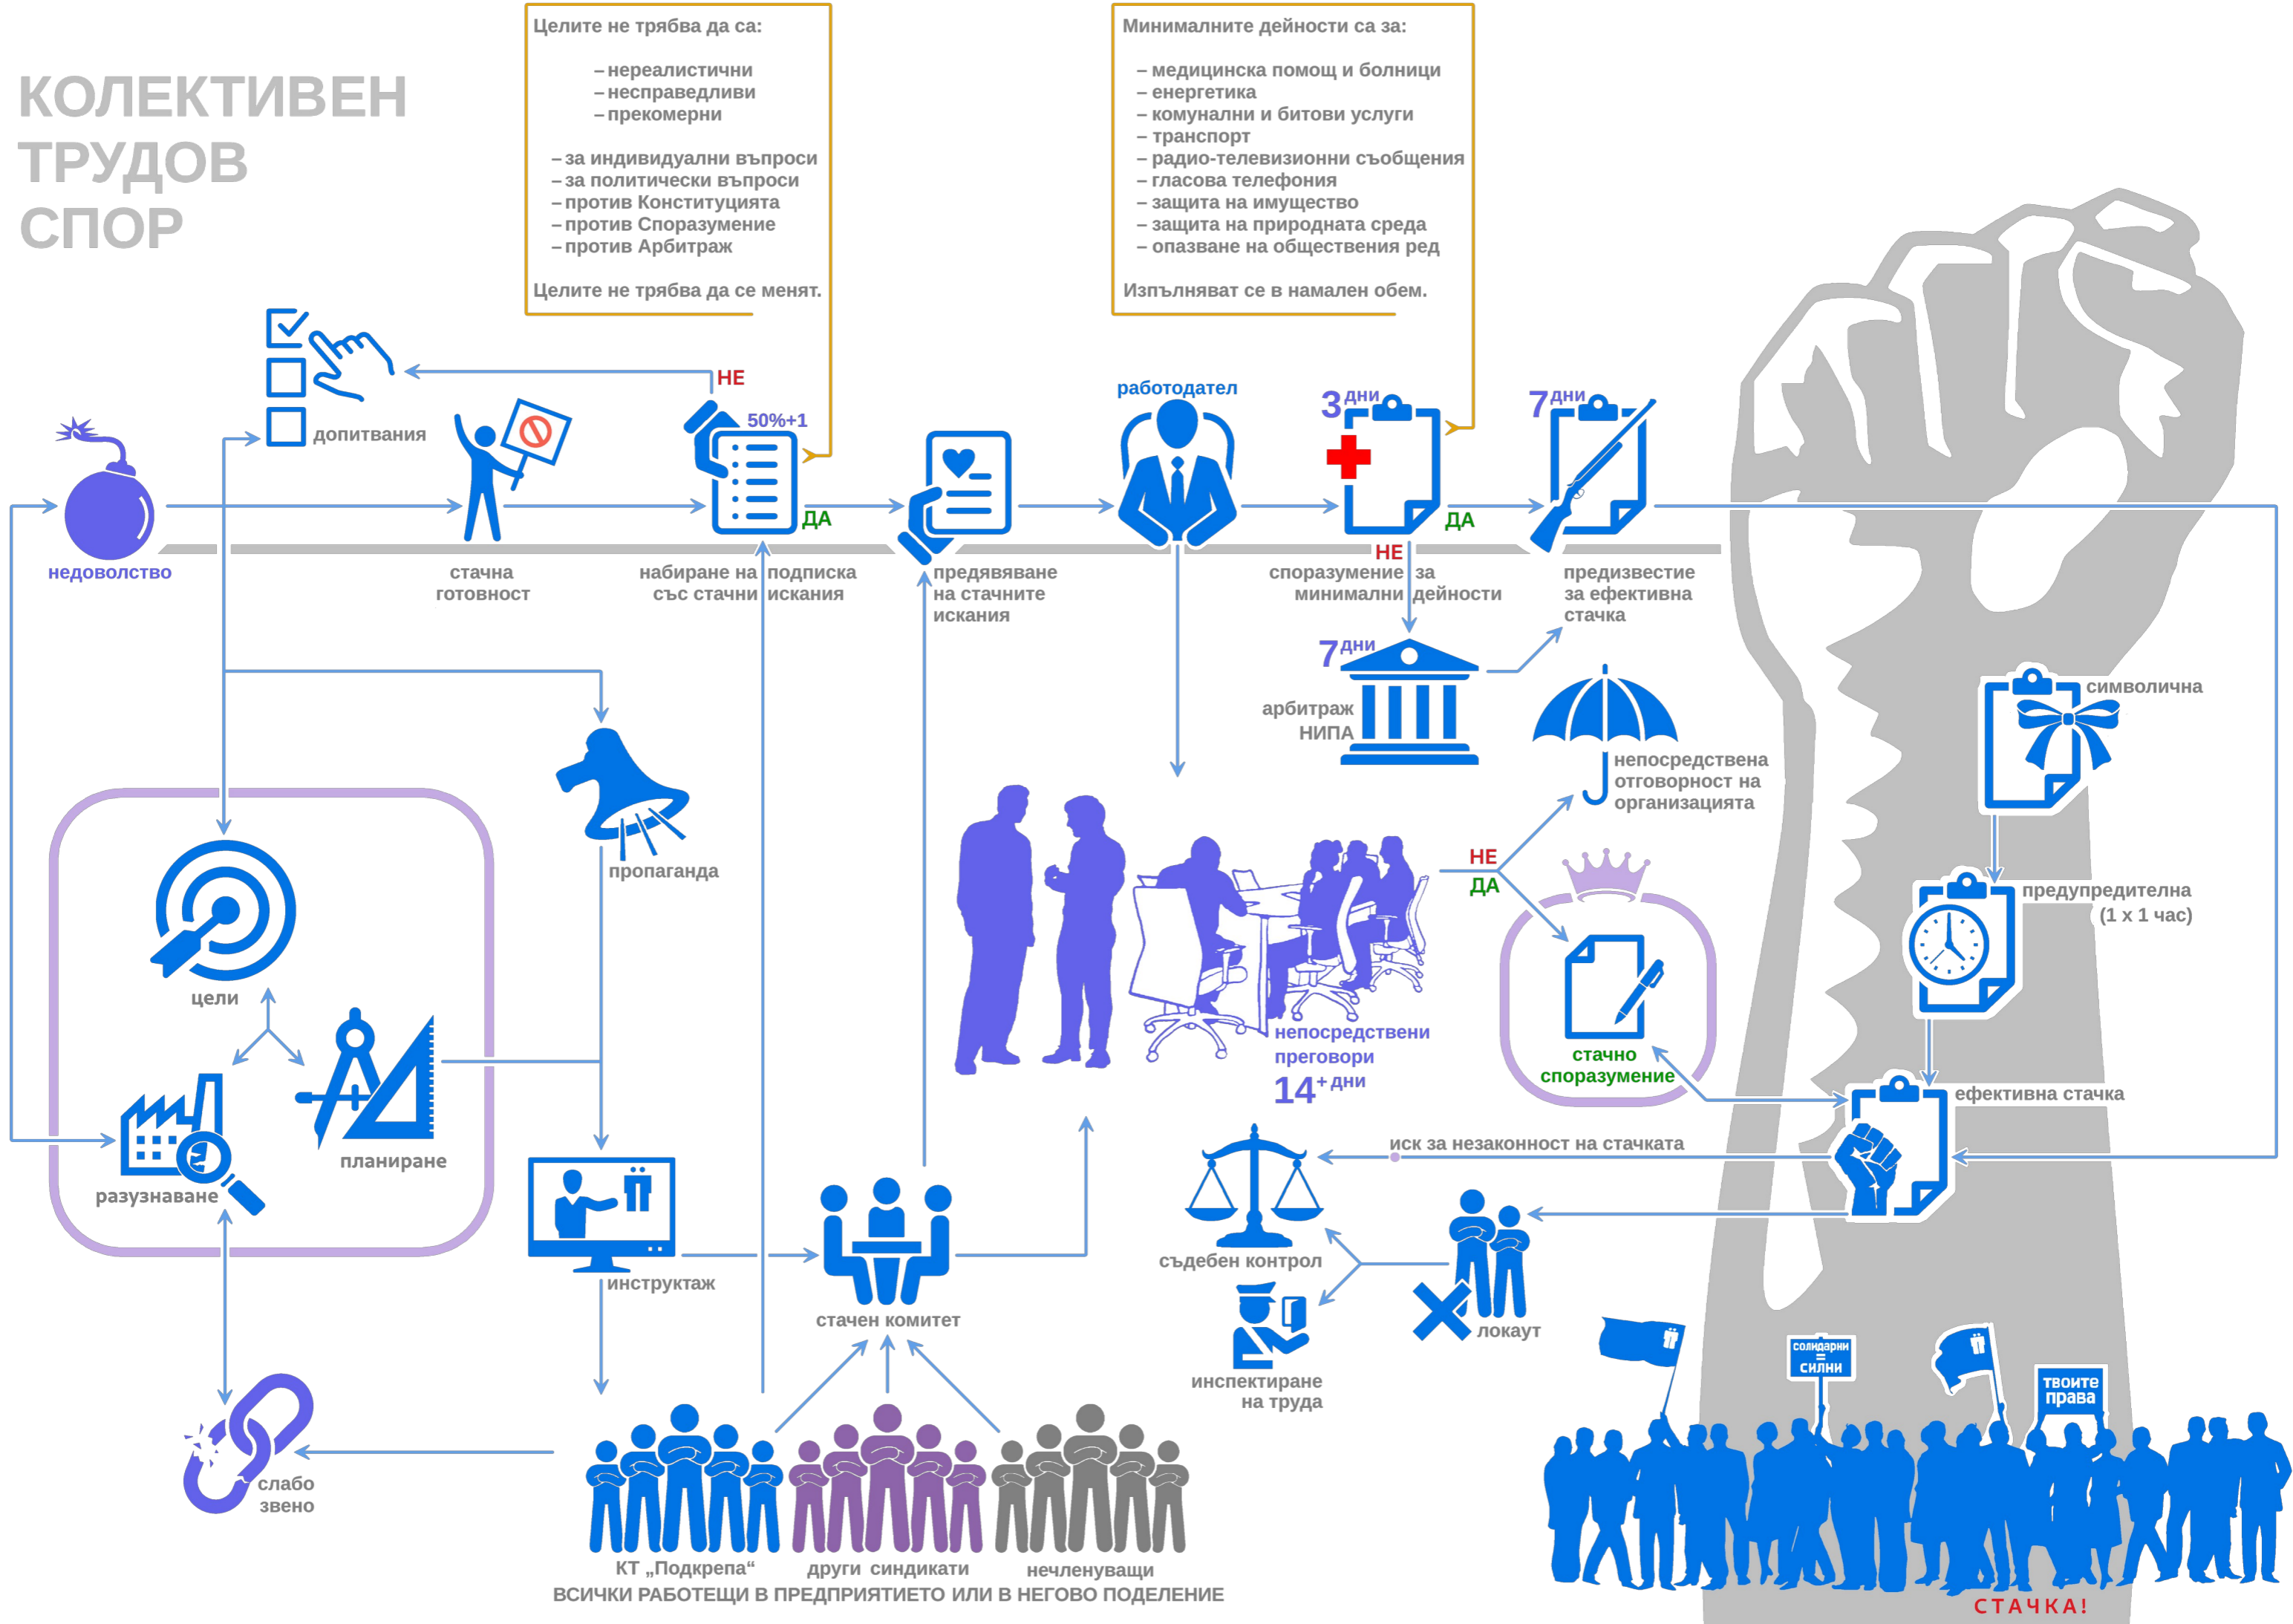 КОЛЕКТИВЕН
ТРУДОВ
СПОР
Целите не трябва да са:
– нереалистични
– несправедливи
– прекомерни
– за индивидуални въпроси
– за политически въпроси
– против Конституцията
– против Споразумение
– против Арбитраж
Целите не трябва да се менят.
Минималните дейности са за:
– медицинска помощ и болници
– енергетика
– комунални и битови услуги
– транспорт
– радио-телевизионни съобщения
– гласова телефония
– защита на имущество
– защита на природната среда
– опазване на обществения ред
Изпълняват се в намален обем.
допитвания
НЕ
50%+1
ДА
работодател
3 дни
ДА
НЕ
7 дни
недоволство
стачна
готовност
набиране на подписка
със стачни искания
предявяване
на стачните
искания
споразумение за
минимални дейности
предизвестие
за ефективна
стачка
7 дни
арбитраж
НИПА
непосредствена
отговорност на
организацията
символична
пропаганда
НЕ
ДА
предупредителна
(1 х 1 час)
цели
планиране
разузнаване
непосредствени
преговори
14+ дни
стачно
споразумение
ефективна стачка
иск за незаконност на стачката
съдебен контрол
инструктаж
стачен комитет
локаут
инспектиране
на труда
слабо
звено
солидарни
=
силни
твоите
права
КТ „Подкрепа“
други синдикати
нечленуващи
ВСИЧКИ РАБОТЕЩИ В ПРЕДПРИЯТИЕТО ИЛИ В НЕГОВО ПОДЕЛЕНИЕ
СТАЧКА!